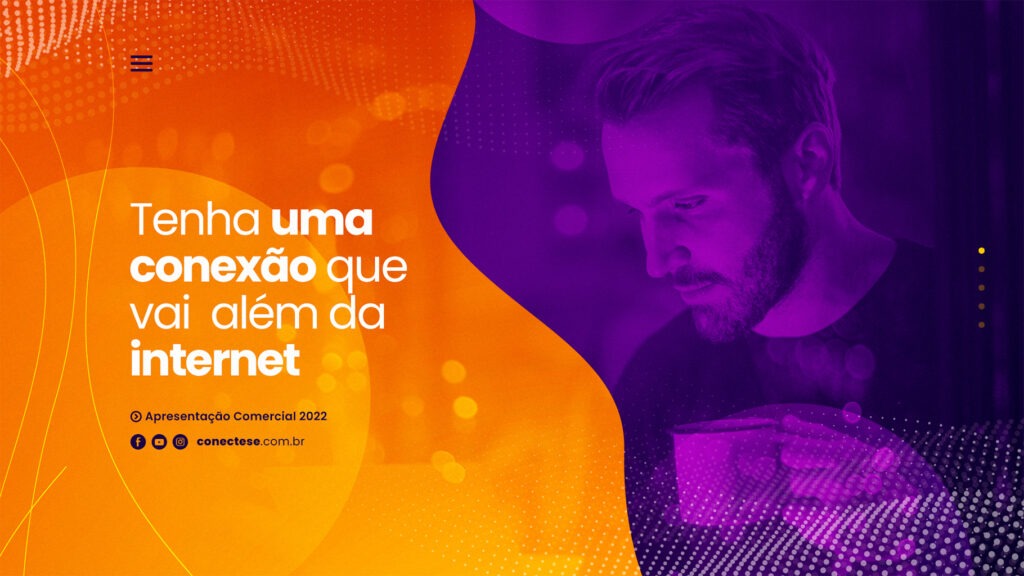 Tenha uma
conexão que
vai  além da
internet
Apresentação Comercial 2022
conectese.com.br